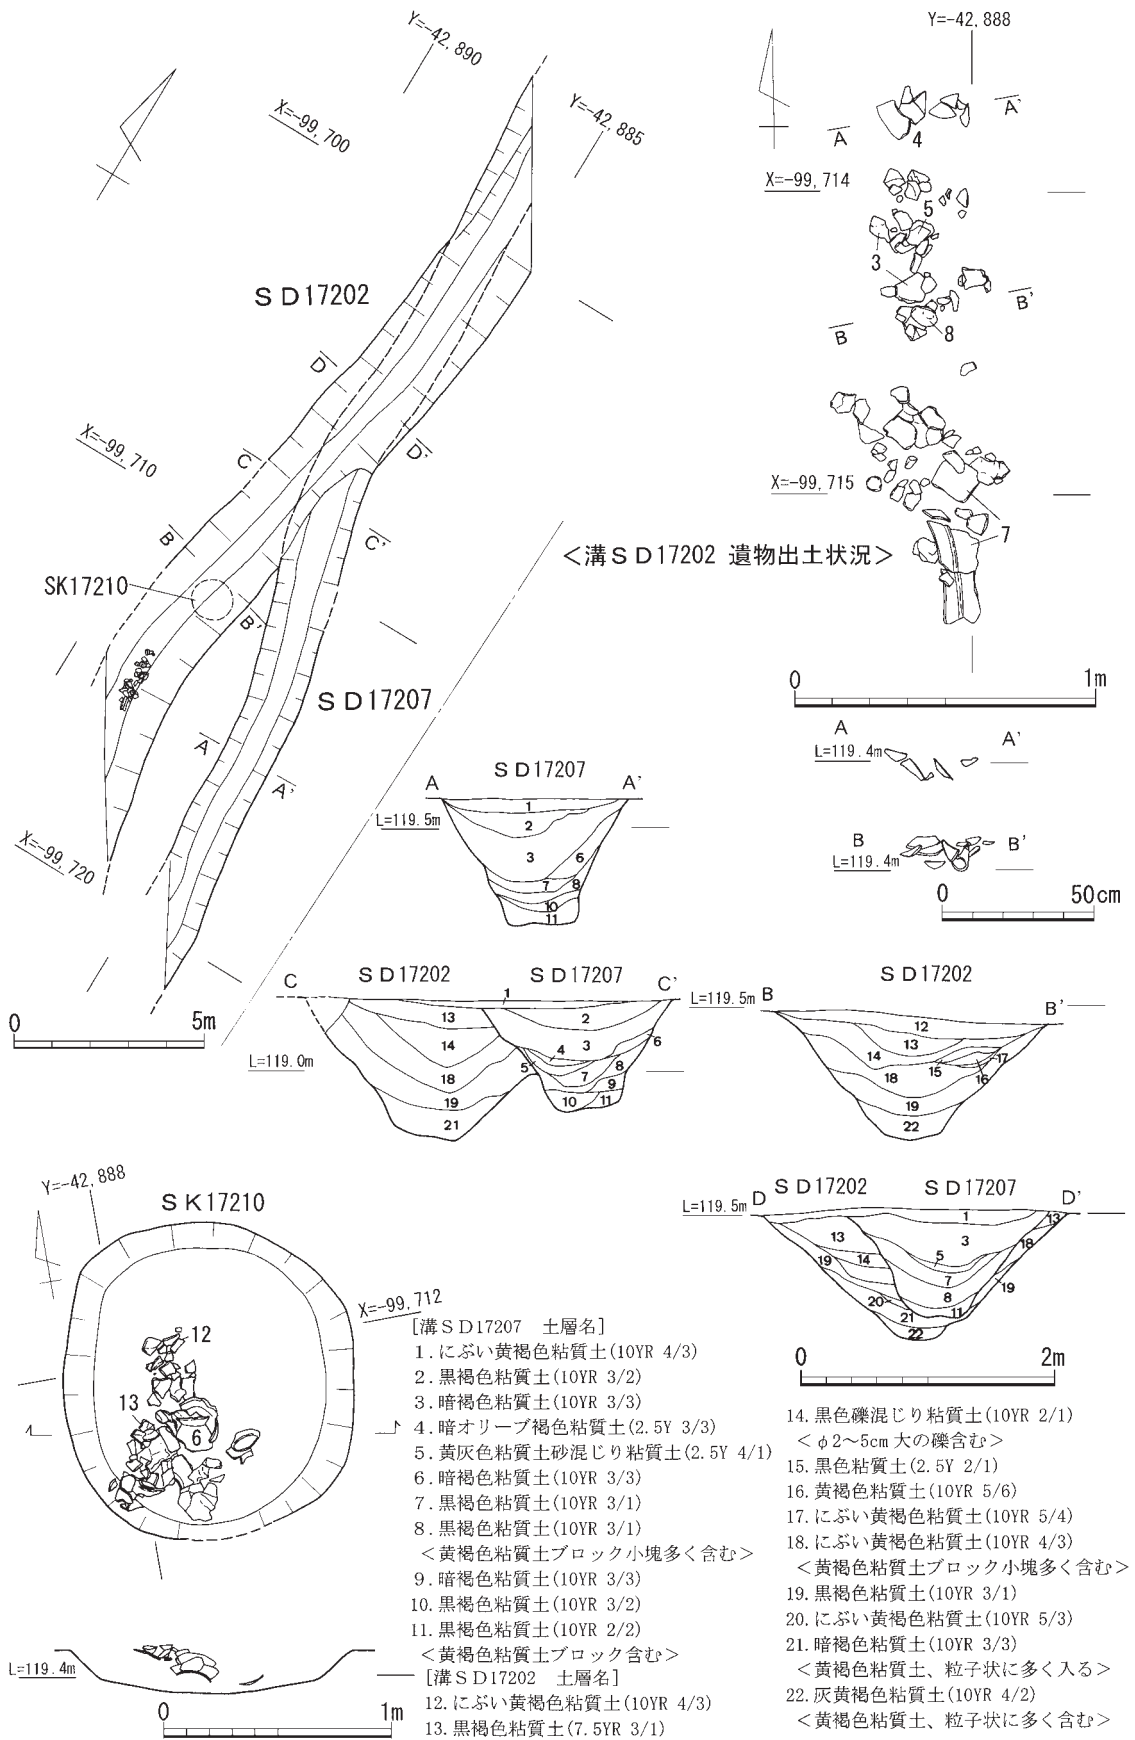 Y=-42,890
X=-99,700
Y=-42,885
SD17202
D
D'
X=-99,710
C
C'
B
B'
SK17210
SD17207
A
A'
X=-99,720
0 5m
Y=-42,888
A
A'
4
X=-99,714
5
3
B
B'
8
X=-99,715
7
<溝SD17202 遺物出土状況>
0 1m
A A'
L=119.4m
B B'
L=119.4m
0 50cm
SD17207
A A'
L=119.5m
1
2
3
6
7 8
10
11
SD17202 SD17207
C C'
L=119.0m
1
13 2
14 4 3 6
18 5 7 8
19 10 9 11
21
SD17202
L=119.5m B B'
12
13
14 15 17
18 16
19
22
SD17202 SD17207
L=119.5m D D'
1
13 3 13
19 14 5 18
7
20 8 19
21 11
22
0 2m
Y=-42,888
SK17210
X=-99,712
12
13
6
L=119.4m
0 1m
[溝SD17207 土層名]
1.にぶい黄褐色粘質土(10YR 4/3)
2.黒褐色粘質土(10YR 3/2)
3.暗褐色粘質土(10YR 3/3)
4.暗オリーブ褐色粘質土(2.5Y 3/3)
5.黄灰色粘質土砂混じり粘質土(2.5Y 4/1)
6.暗褐色粘質土(10YR 3/3)
7.黒褐色粘質土(10YR 3/1)
8.黒褐色粘質土(10YR 3/1)
<黄褐色粘質土ブロック小塊多く含む>
9.暗褐色粘質土(10YR 3/3)
10.黒褐色粘質土(10YR 3/2)
11.黒褐色粘質土(10YR 2/2)
<黄褐色粘質土ブロック含む>
[溝SD17202 土層名]
12.にぶい黄褐色粘質土(10YR 4/3)
13.黒褐色粘質土(7.5YR 3/1)
14.黒色礫混じり粘質土(10YR 2/1)
<φ2~5cm大の礫含む>
15.黒色粘質土(2.5Y 2/1)
16.黄褐色粘質土(10YR 5/6)
17.にぶい黄褐色粘質土(10YR 5/4)
18.にぶい黄褐色粘質土(10YR 4/3)
<黄褐色粘質土ブロック小塊多く含む>
19.黒褐色粘質土(10YR 3/1)
20.にぶい黄褐色粘質土(10YR 5/3)
21.暗褐色粘質土(10YR 3/3)
<黄褐色粘質土、粒子状に多く入る>
22.灰黄褐色粘質土(10YR 4/2)
<黄褐色粘質土、粒子状に多く含む>